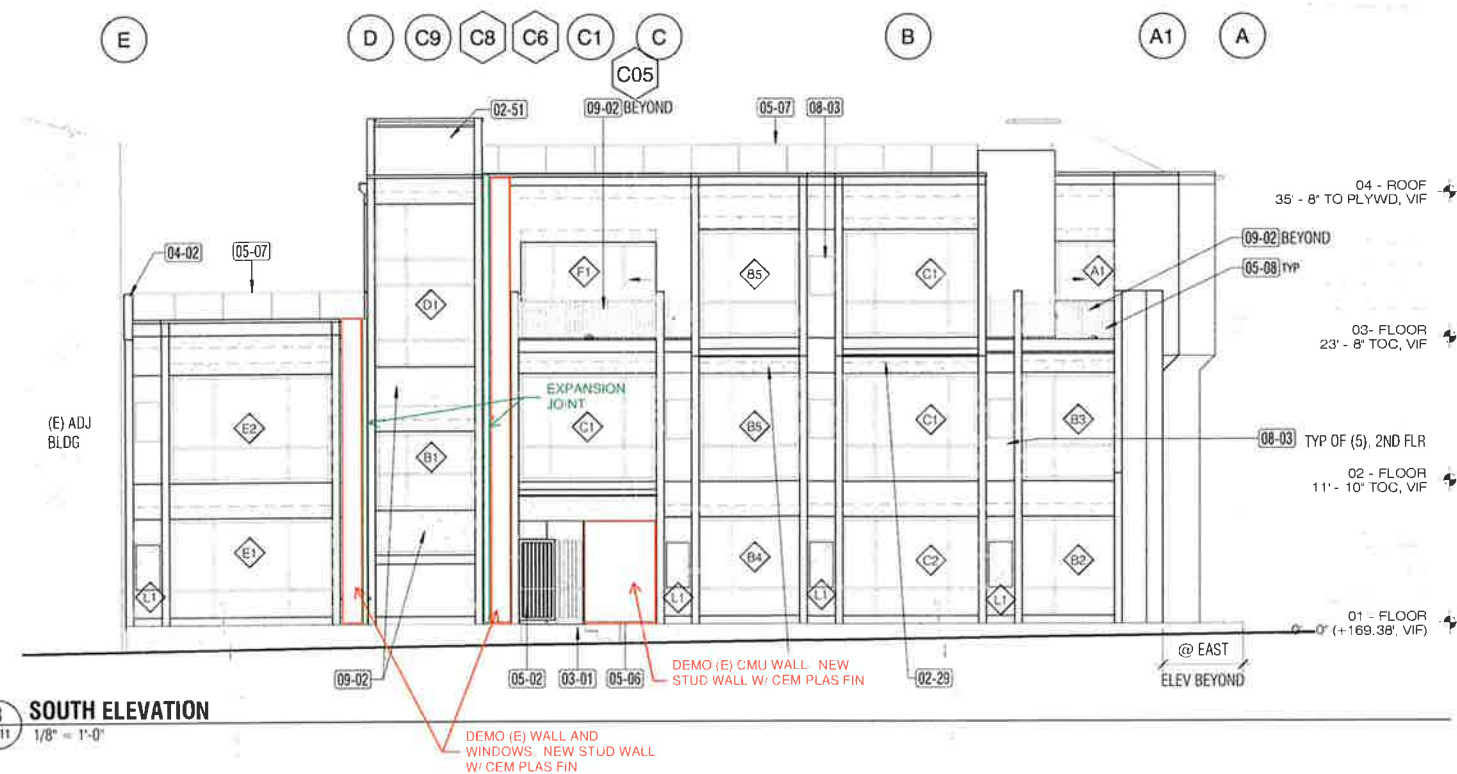 E
D
C9
C8
C6
C1
C
C05
B
A1
A
02-51
09-02 BEYOND
05-07
08-03
04 - ROOF
35' - 8" TO PLYWD, VIF
04-02
05-07
09-02 BEYOND
05-08 TYP
F1
B5
C1
A1
D1
03- FLOOR
23' - 8" TOC, VIF
EXPANSION
JOINT
(E) ADJ
BLDG
E2
B1
C1
B5
C1
B3
08-03 TYP OF (5), 2ND FLR
02 - FLOOR
11' - 10" TOC, VIF
E1
B4
C2
B2
L1
L1
L1
L1
01 - FLOOR
0' - 0" (+169.38', VIF)
@ EAST
ELEV BEYOND
09-02
05-02
03-01
05-06
DEMO (E) CMU WALL. NEW
STUD WALL W/ CEM PLAS FIN
02-29
SOUTH ELEVATION
11
1/8" = 1'-0"
DEMO (E) WALL AND
WINDOWS. NEW STUD WALL
W/ CEM PLAS FIN